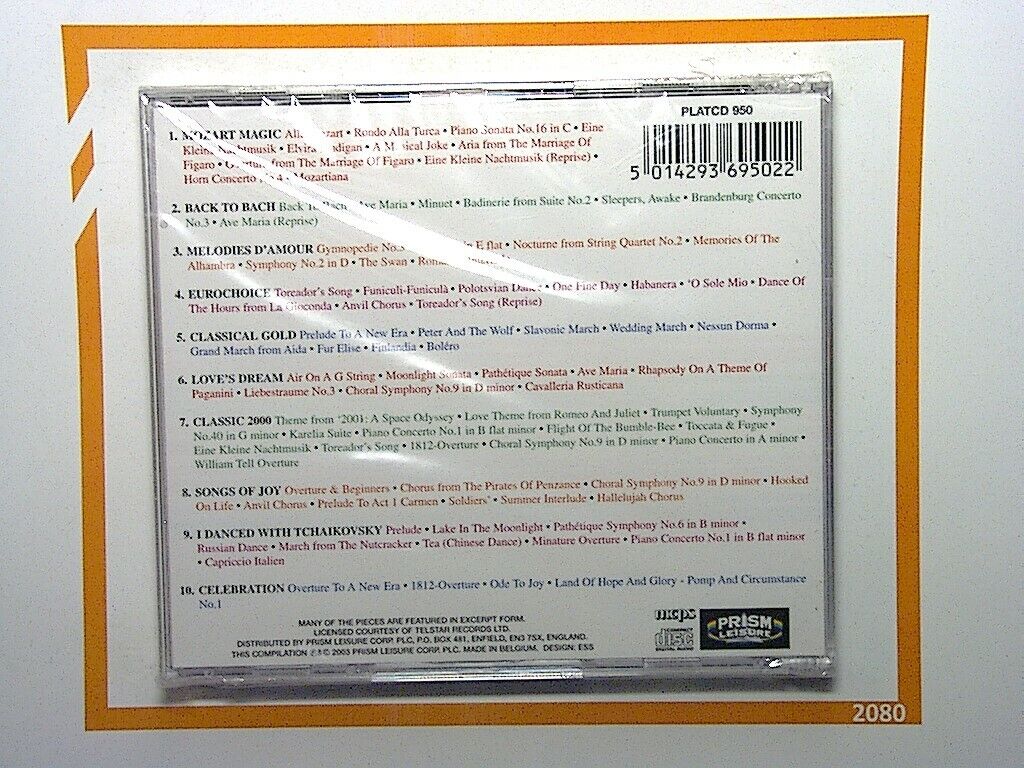 PLATCD 950
5 014293 695022
1. MOZART MAGIC Rondo Alla Turca • Piano Sonata No.16 in C • Eine
Kleine Nachtmusik • Elvira • A Musical Joke • Aria from The Marriage Of
Figaro • Overture from The Marriage Of Figaro • Eine Kleine Nachtmusik (Reprise) •
Horn Concerto No.4 • Mozartiana
2. BACK TO BACH Back To Bach • Ave Maria • Minuet • Badinerie from Suite No.2 • Sleepers, Awake • Brandenburg Concerto
No.3 • Ave Maria (Reprise)
3. MELODIES D'AMOUR Gymnopedie in E flat • Nocturne from String Quartet No.2 • Memories Of The
Alhambra • Symphony No.2 in D • The Swan •
4. EUROCHOICE Toreador's Song • Funiculi-Funiculà • Polotsvian Dance • One Fine Day • Habanera • 'O Sole Mio • Dance Of
The Hours from La Gioconda • Anvil Chorus • Toreador's Song (Reprise)
5. CLASSICAL GOLD Prelude To A New Era • Peter And The Wolf • Slavonic March • Wedding March • Nessun Dorma •
Grand March from Aida • Fur Elise • Finlandia • Boléro
6. LOVE'S DREAM Air On A G String • Moonlight Sonata • Pathétique Sonata • Ave Maria • Rhapsody On A Theme Of
Paganini • Liebestraume No.3 • Choral Symphony No.9 in D minor • Cavalleria Rusticana
7. CLASSIC 2000 Theme from '2001: A Space Odyssey • Love Theme from Romeo And Juliet • Trumpet Voluntary • Symphony
No.40 in G minor • Karelia Suite • Piano Concerto No.1 in B flat minor • Flight Of The Bumble-Bee • Toccata & Fugue •
Eine Kleine Nachtmusik • Toreador's Song • 1812-Overture • Choral Symphony No.9 in D minor • Piano Concerto in A minor •
William Tell Overture
8. SONGS OF JOY Overture & Beginners • Chorus from The Pirates Of Penzance • Choral Symphony No.9 in D minor • Hooked
On Life • Anvil Chorus • Prelude To Act 1 Carmen • Soldiers' • Summer Interlude • Hallelujah Chorus
9. I DANCED WITH TCHAIKOVSKY Prelude • Lake In The Moonlight • Pathétique Symphony No.6 in B minor •
Russian Dance • March from The Nutcracker • Tea (Chinese Dance) • Minature Overture • Piano Concerto No.1 in B flat minor
• Capriccio Italien
10. CELEBRATION Overture To A New Era • 1812-Overture • Ode To Joy • Land Of Hope And Glory - Pomp And Circumstance
No.1
MANY OF THE PIECES ARE FEATURED IN EXCERPT FORM.
LICENSED COURTESY OF TELSTAR RECORDS LTD.
DISTRIBUTED BY PRISM LEISURE CORP. PLC, P.O. BOX 481, ENFIELD, EN3 7SX, ENGLAND.
THIS COMPILATION ℗ © 2003 PRISM LEISURE CORP. PLC. MADE IN BELGIUM. DESIGN: ESS
mcps
COMPACT
disc
DIGITAL AUDIO
PRISM
LEISURE
2080